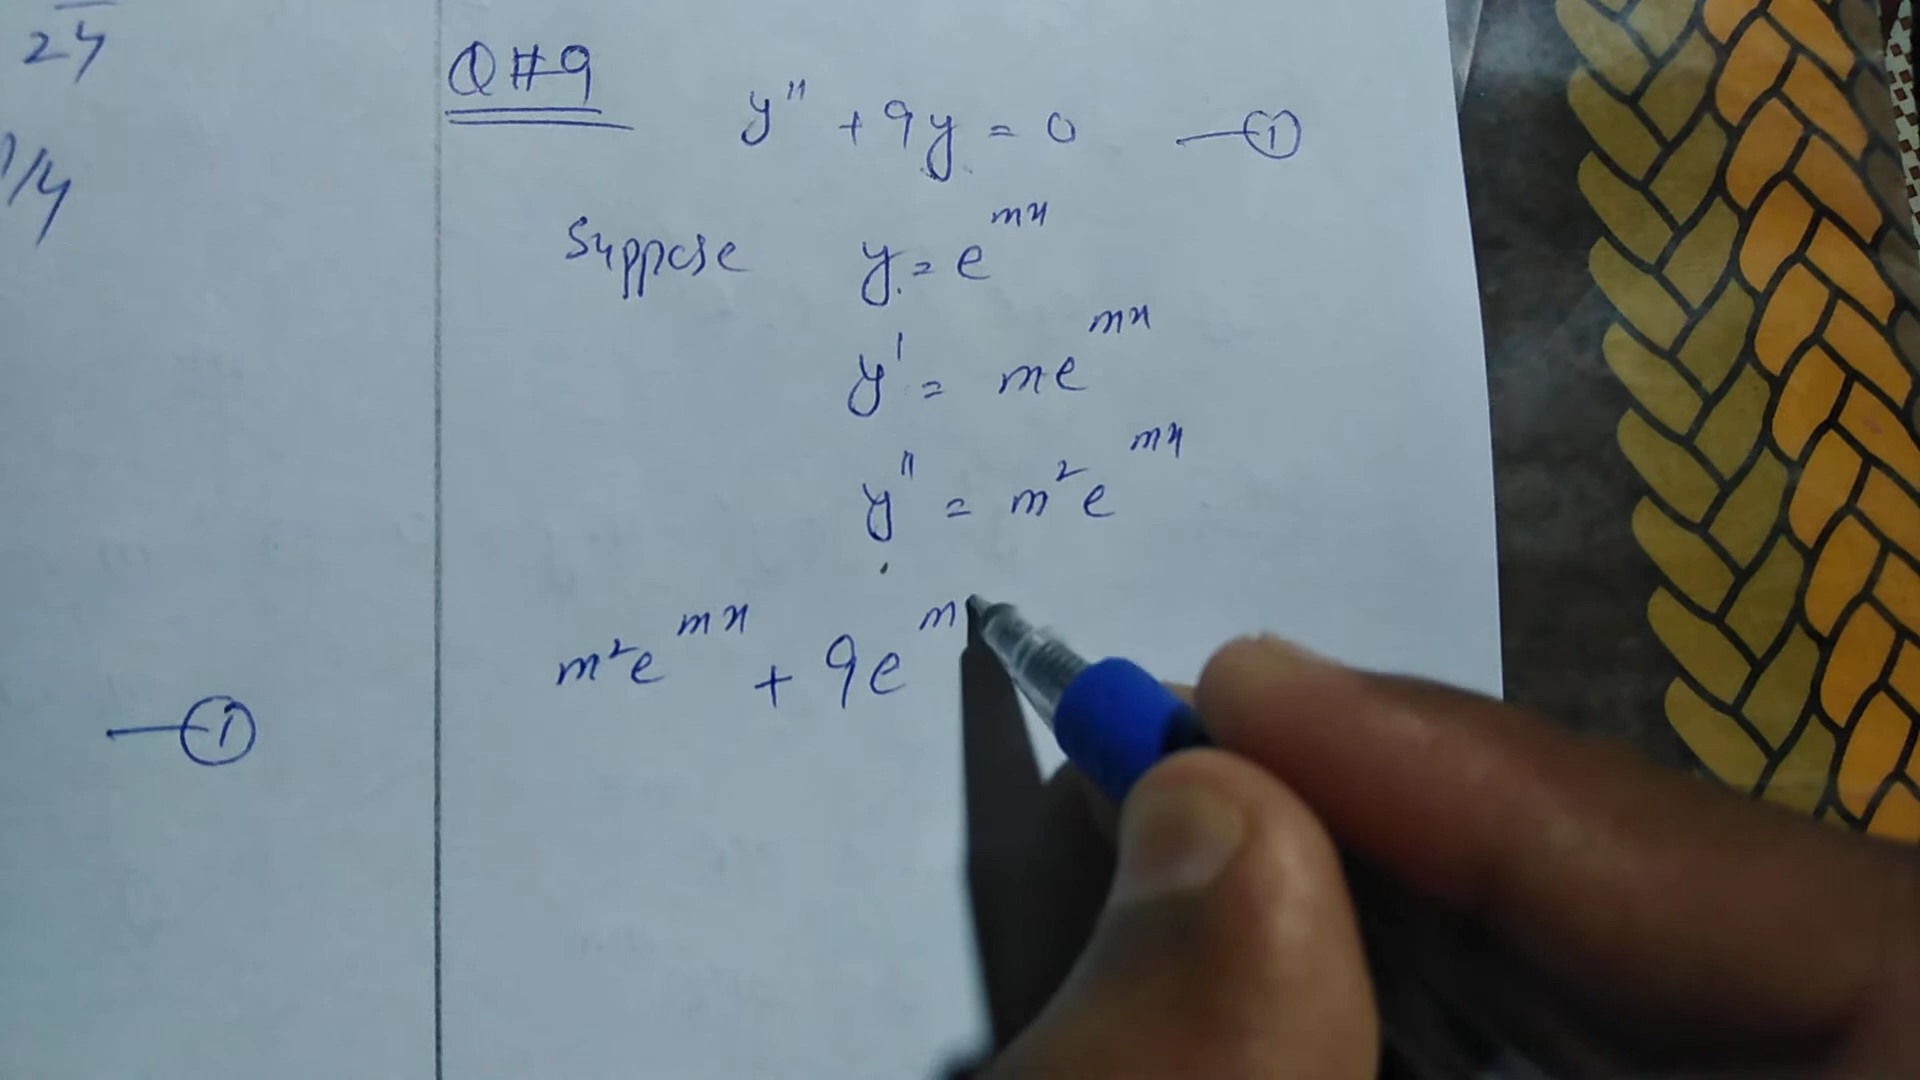 24
1/4
①
Q#9
y'' + 9y = 0 — ①
Suppose y = e^mx
y' = me^mx
y'' = m²e^mx
m²e^mx + 9e^m